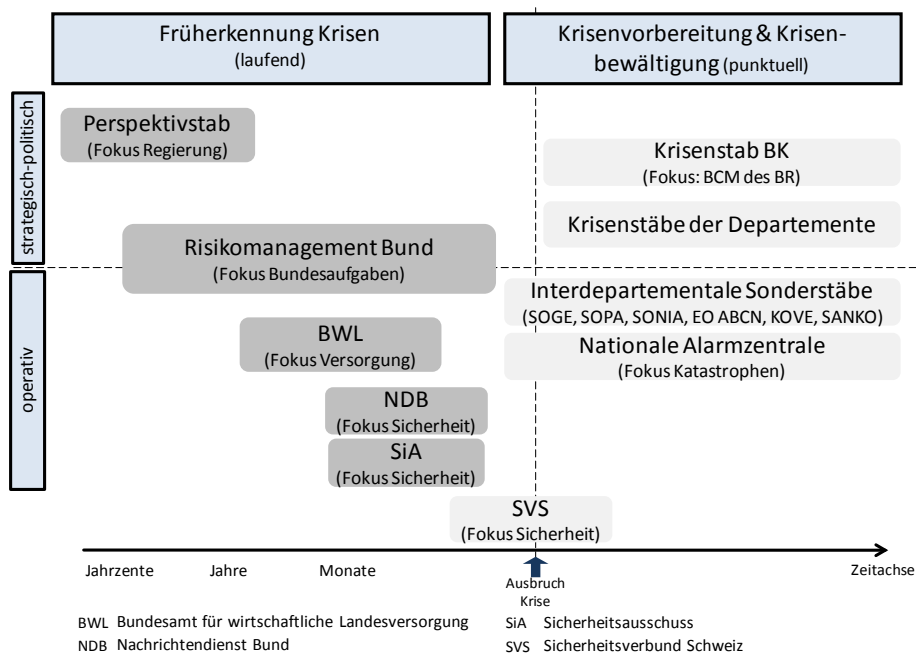 Früherkennung Krisen
(laufend)
Krisenvorbereitung & Krisen-
bewältigung (punktuell)
strategisch-politisch
Perspektivstab
(Fokus Regierung)
Krisenstab BK
(Fokus: BCM des BR)
Krisenstäbe der Departemente
Risikomanagement Bund
(Fokus Bundesaufgaben)
operativ
Interdepartementale Sonderstäbe
(SOGE, SOPA, SONIA, EO ABCN, KOVE, SANKO)
BWL
(Fokus Versorgung)
Nationale Alarmzentrale
(Fokus Katastrophen)
NDB
(Fokus Sicherheit)
SiA
(Fokus Sicherheit)
SVS
(Fokus Sicherheit)
Jahrzente
Jahre
Monate
Ausbruch
Krise
Zeitachse
BWL Bundesamt für wirtschaftliche Landesversorgung
NDB Nachrichtendienst Bund
SiA Sicherheitsausschuss
SVS Sicherheitsverbund Schweiz